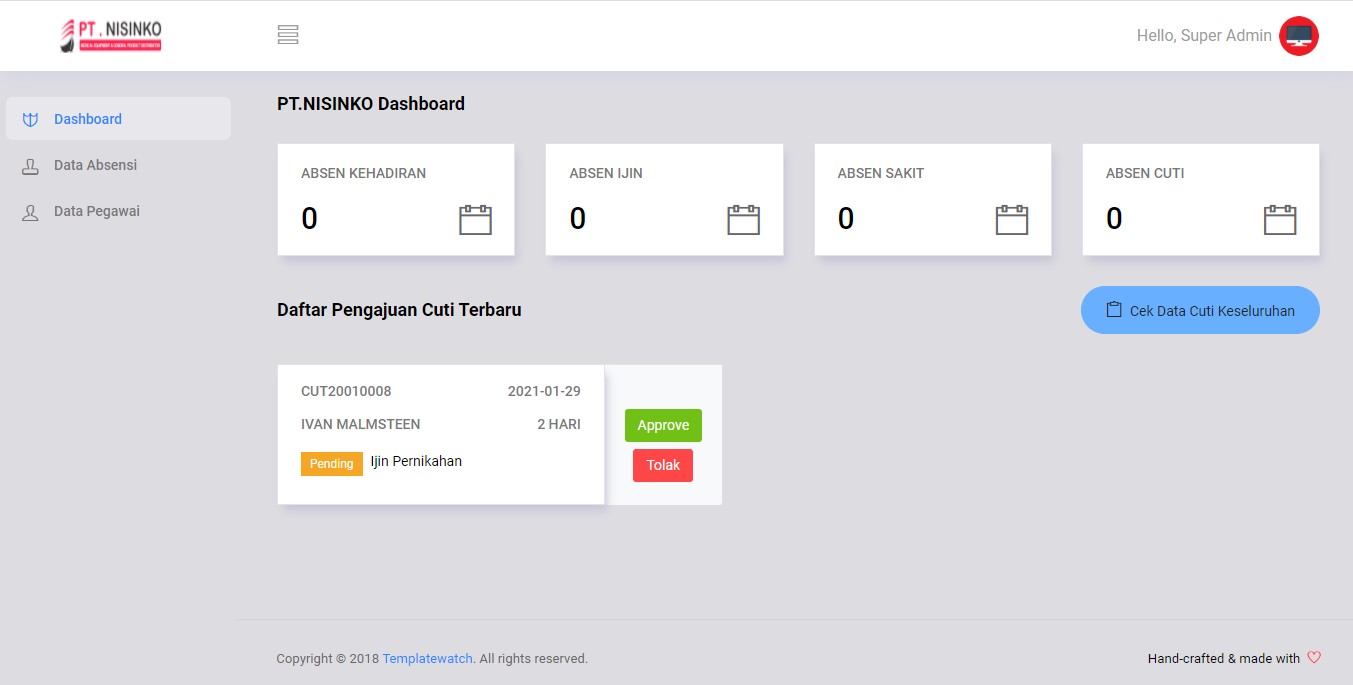 PT . NISINKO
Hello, Super Admin
Dashboard
Data Absensi
Data Pegawai
PT.NISINKO Dashboard
ABSEN KEHADIRAN
0
ABSEN IJIN
0
ABSEN SAKIT
0
ABSEN CUTI
0
Daftar Pengajuan Cuti Terbaru
Cek Data Cuti Keseluruhan
CUT20010008 2021-01-29
IVAN MALMSTEEN 2 HARI
Pending Ijin Pernikahan
Approve
Tolak
Copyright © 2018 Templatewatch. All rights reserved.
Hand-crafted & made with